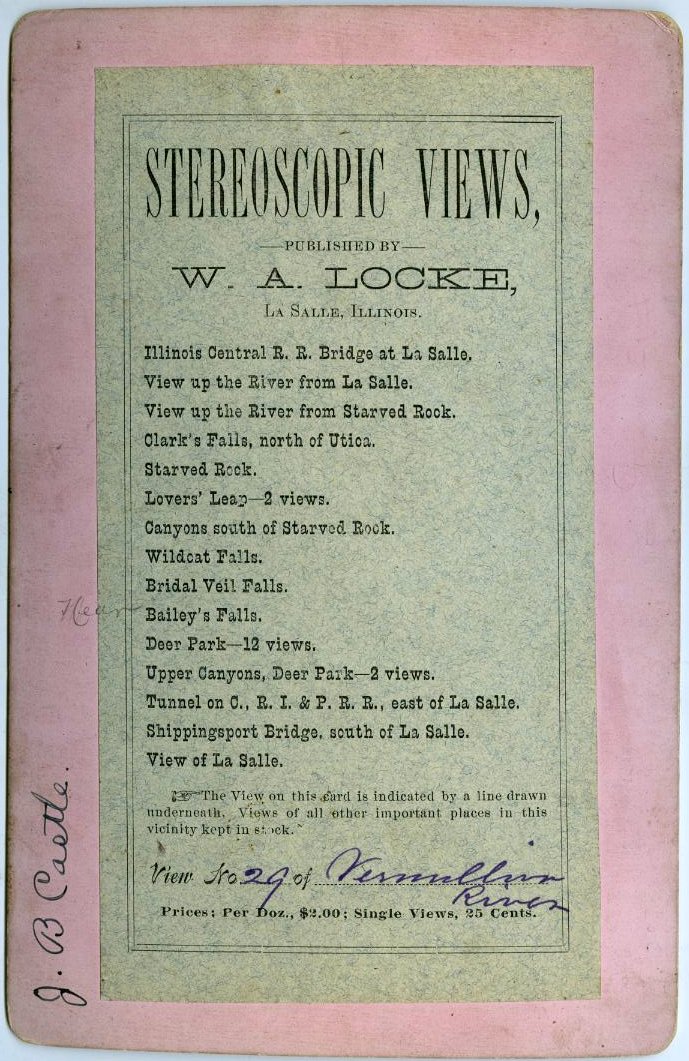 STEREOSCOPIC VIEWS,
—PUBLISHED BY—
W. A. LOCKE,
LA SALLE, ILLINOIS.
Illinois Central R. R. Bridge at La Salle.
View up the River from La Salle.
View up the River from Starved Rock.
Clark's Falls, north of Utica.
Starved Rock.
Lovers' Leap—2 views.
Canyons south of Starved Rock.
Wildcat Falls.
Bridal Veil Falls.
Near
Bailey's Falls.
Deer Park—12 views.
Upper Canyons, Deer Park—2 views.
Tunnel on C., R. I. & P. R. R., east of La Salle.
Shippingsport Bridge, south of La Salle.
View of La Salle.
☞ The View on this card is indicated by a line drawn
underneath. Views of all other important places in this
vicinity kept in stock.
View No 29 of Vermillion
River
Prices: Per Doz., $2.00; Single Views, 25 Cents.
J. B Castle.